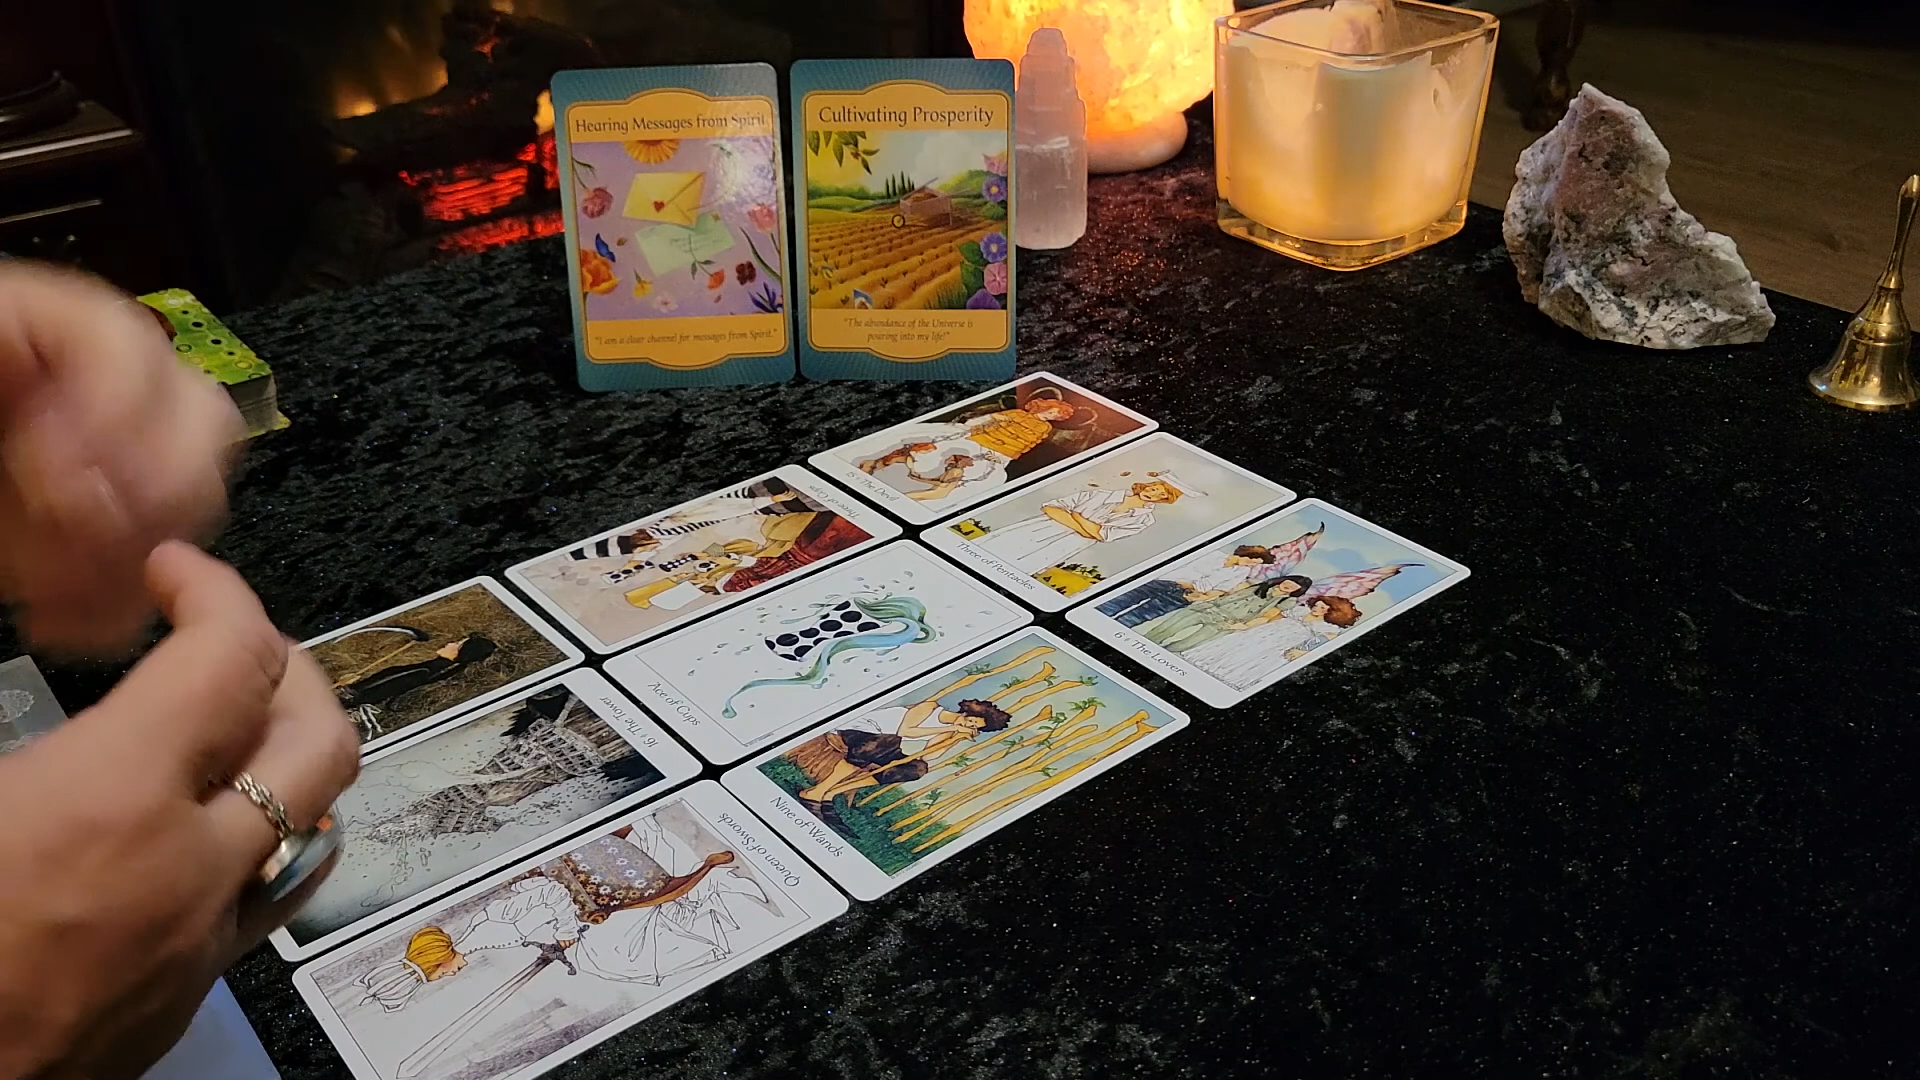 Hearing Messages from Spirit
"I am a clear channel for messages from Spirit."
Cultivating Prosperity
"The abundance of the Universe is
pouring into my life!"
15 + The Devil
Three of Cups
Three of Pentacles
6 + The Lovers
Ace of Cups
16 + The Tower
Nine of Wands
Queen of Swords